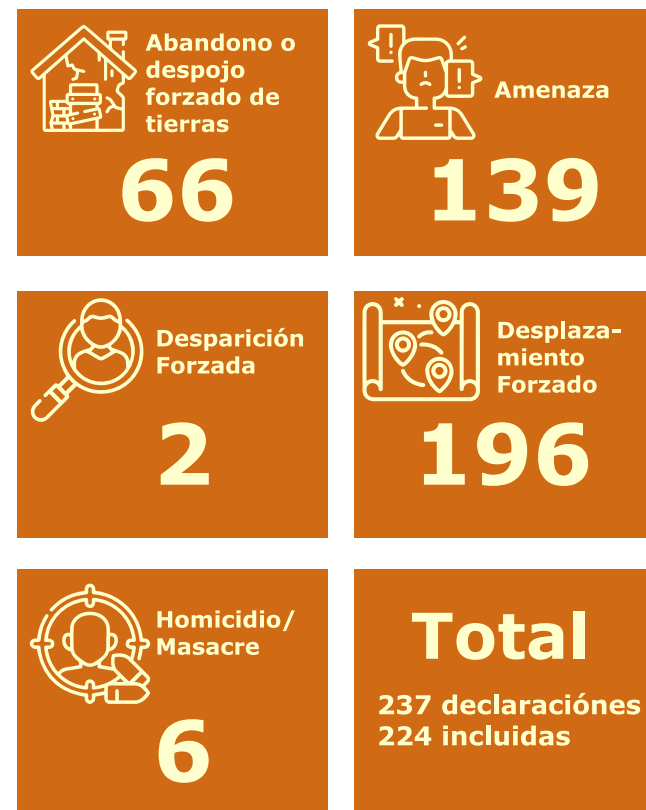 Abandono o
despojo
forzado de
tierras
66
Amenaza
139
Desparición
Forzada
2
Desplaza-
miento
Forzado
196
Homicidio/
Masacre
6
Total
237 declaraciónes
224 incluidas